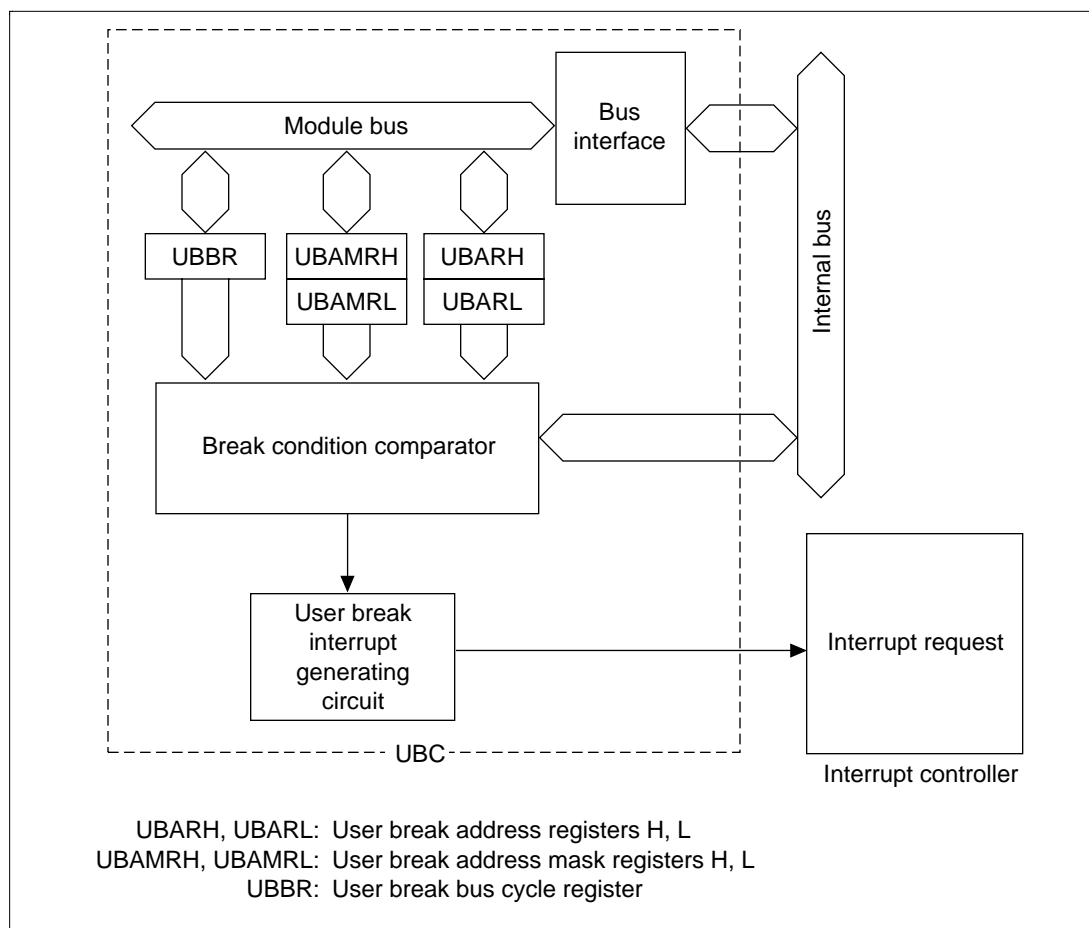 Bus
interface
Module bus
Internal bus
UBBR
UBAMRH
UBARH
UBAMRL
UBARL
Break condition comparator
User break
interrupt
generating
circuit
Interrupt request
UBC
Interrupt controller
UBARH, UBARL: User break address registers H, L
UBAMRH, UBAMRL: User break address mask registers H, L
UBBR: User break bus cycle register